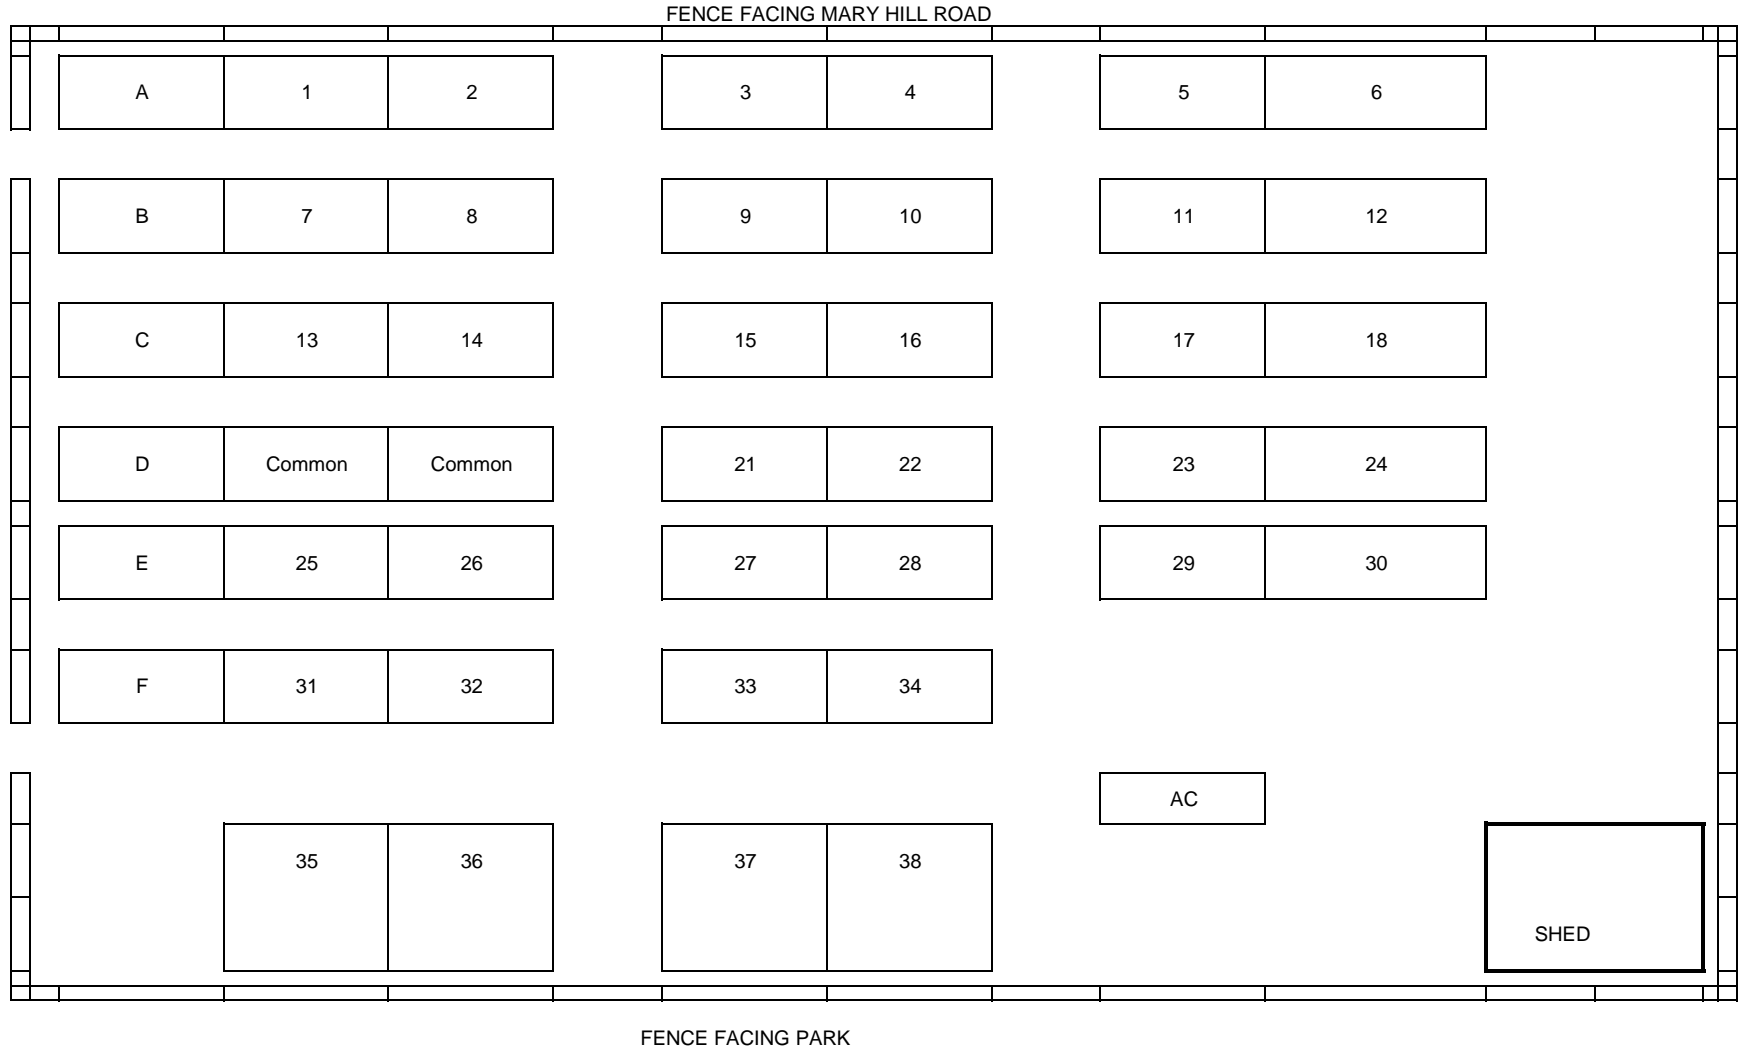 FENCE FACING MARY HILL ROAD
A 1 2 3 4 5 6
B 7 8 9 10 11 12
C 13 14 15 16 17 18
D Common Common 21 22 23 24
E 25 26 27 28 29 30
F 31 32 33 34
AC
35 36 37 38
SHED
FENCE FACING PARK